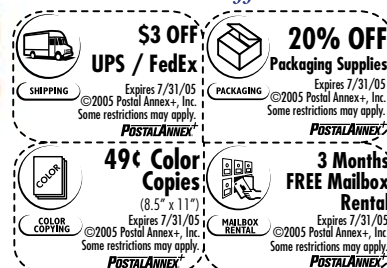 $3 OFF
UPS / FedEx
SHIPPING
Expires 7/31/05
©2005 Postal Annex+, Inc.
Some restrictions may apply.
POSTALANNEX+
20% OFF
Packaging Supplies
PACKAGING
Expires 7/31/05
©2005 Postal Annex+, Inc.
Some restrictions may apply.
POSTALANNEX+
COLOR
49¢ Color
Copies
(8.5" x 11")
COLOR
COPYING
Expires 7/31/05
©2005 Postal Annex+, Inc.
Some restrictions may apply.
POSTALANNEX+
3 Months
FREE Mailbox
Rental
MAILBOX
RENTAL
Expires 7/31/05
©2005 Postal Annex+, Inc.
Some restrictions may apply.
POSTALANNEX+